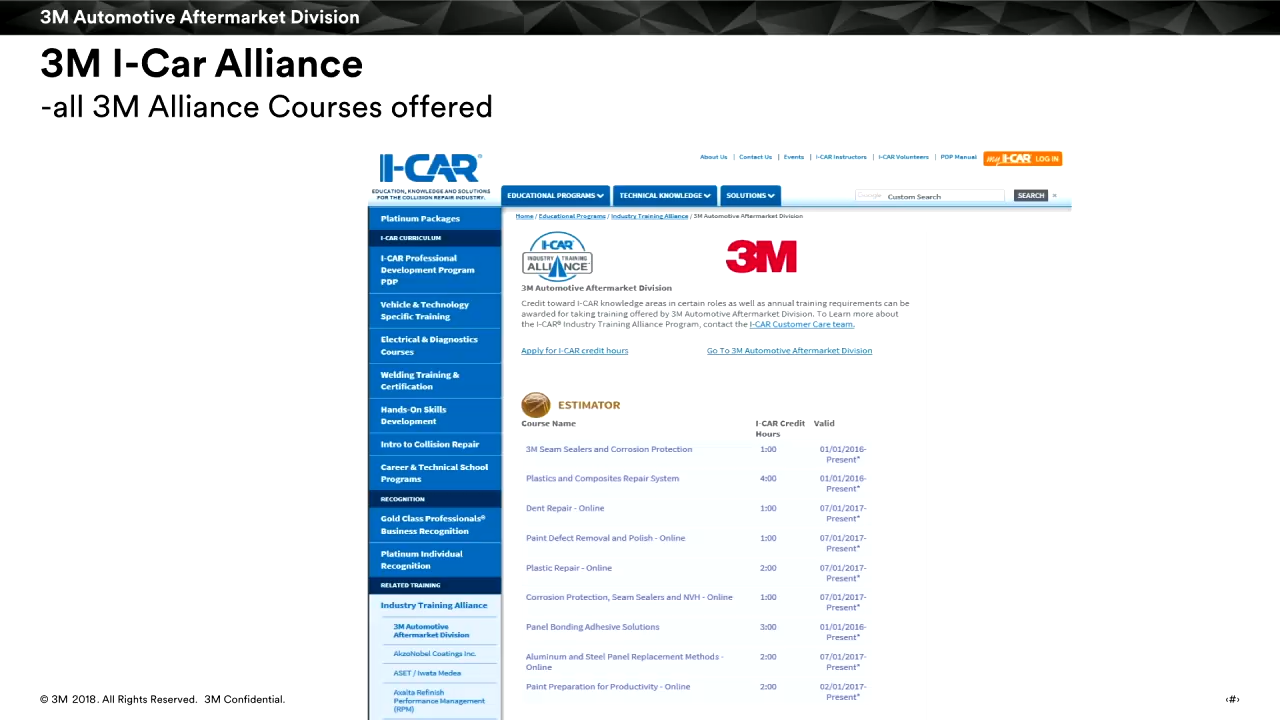 3M Automotive Aftermarket Division
3M I-Car Alliance
-all 3M Alliance Courses offered
I-CAR®
EDUCATION, KNOWLEDGE AND SOLUTIONS
FOR THE COLLISION REPAIR INDUSTRY.
About Us | Contact Us | Events | I-CAR Instructors | I-CAR Volunteers | PDP Manual
my I-CAR LOG IN
EDUCATIONAL PROGRAMS
TECHNICAL KNOWLEDGE
SOLUTIONS
Google Custom Search
SEARCH
Platinum Packages
I-CAR CURRICULUM
I-CAR Professional
Development Program
PDP
Vehicle & Technology
Specific Training
Electrical & Diagnostics
Courses
Welding Training &
Certification
Hands-On Skills
Development
Intro to Collision Repair
Career & Technical School
Programs
RECOGNITION
Gold Class Professionals®
Business Recognition
Platinum Individual
Recognition
RELATED TRAINING
Industry Training Alliance
3M Automotive
Aftermarket Division
AkzoNobel Coatings Inc.
ASET / Iwata Medea
Axalta Refinish
Performance Management
(RPM)
Home / Educational Programs / Industry Training Alliance / 3M Automotive Aftermarket Division
I-CAR
INDUSTRY TRAINING
ALLIANCE
3M
3M Automotive Aftermarket Division
Credit toward I-CAR knowledge areas in certain roles as well as annual training requirements can be
awarded for taking training offered by 3M Automotive Aftermarket Division. To Learn more about
the I-CAR® Industry Training Alliance Program, contact the I-CAR Customer Care team.
Apply for I-CAR credit hours
Go To 3M Automotive Aftermarket Division
ESTIMATOR
Course Name I-CAR Credit Valid
Hours
3M Seam Sealers and Corrosion Protection 1:00 01/01/2016-
Present*
Plastics and Composites Repair System 4:00 01/01/2016-
Present*
Dent Repair - Online 1:00 07/01/2017-
Present*
Paint Defect Removal and Polish - Online 1:00 07/01/2017-
Present*
Plastic Repair - Online 2:00 07/01/2017-
Present*
Corrosion Protection, Seam Sealers and NVH - Online 1:00 07/01/2017-
Present*
Panel Bonding Adhesive Solutions 3:00 01/01/2016-
Present*
Aluminum and Steel Panel Replacement Methods - 2:00 07/01/2017-
Online Present*
Paint Preparation for Productivity - Online 2:00 02/01/2017-
Present*
© 3M 2018. All Rights Reserved. 3M Confidential.
‹#›